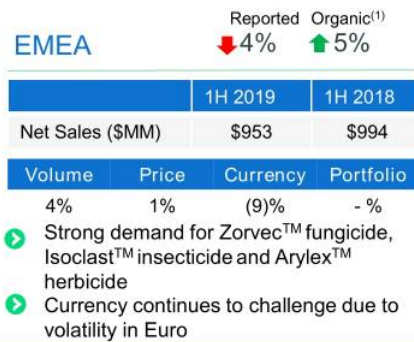 Reported Organic(1)
EMEA 4% 5%
1H 2019 1H 2018
Net Sales ($MM) $953 $994
Volume Price Currency Portfolio
4% 1% (9)% - %
Strong demand for Zorvec™ fungicide,
Isoclast™ insecticide and Arylex™
herbicide
Currency continues to challenge due to
volatility in Euro